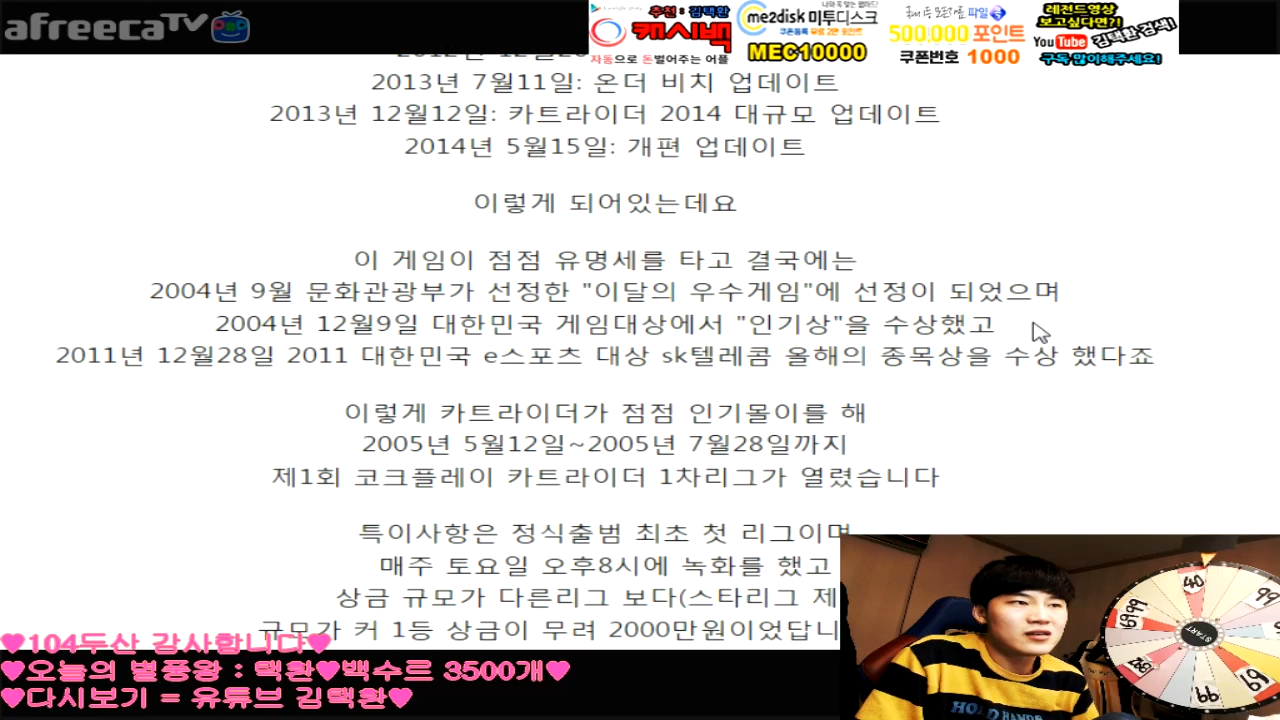 afreecaTV
추천 : 김택환
캐시백
자동으로 돈벌어주는 어플
me2disk 미투디스크
쿠폰등록 무료 2만 포인트
MEC10000
파일
500,000 포인트
쿠폰번호 1000
레전드영상
보고싶다면?!
You Tube 김택환 검색!
구독 많이해주세요!
2013년 7월11일: 온더 비치 업데이트
2013년 12월12일: 카트라이더 2014 대규모 업데이트
2014년 5월15일: 개편 업데이트
이렇게 되어있는데요
이 게임이 점점 유명세를 타고 결국에는
2004년 9월 문화관광부가 선정한 "이달의 우수게임"에 선정이 되었으며
2004년 12월9일 대한민국 게임대상에서 "인기상"을 수상했고
2011년 12월28일 2011 대한민국 e스포츠 대상 sk텔레콤 올해의 종목상을 수상 했다죠
이렇게 카트라이더가 점점 인기몰이를 해
2005년 5월12일~2005년 7월28일까지
제1회 코크플레이 카트라이더 1차리그가 열렸습니다
특이사항은 정식출범 최초 첫 리그이며
매주 토요일 오후8시에 녹화를 했고
상금 규모가 다른리그 보다(스타리그 제
규모가 커 1등 상금이 무려 2000만원이었답니
♥104두산 감사합니다♥
♥오늘의 별풍왕 : 택환♥백수르 3500개♥
♥다시보기 = 유튜브 김택환♥
40
START
66
69